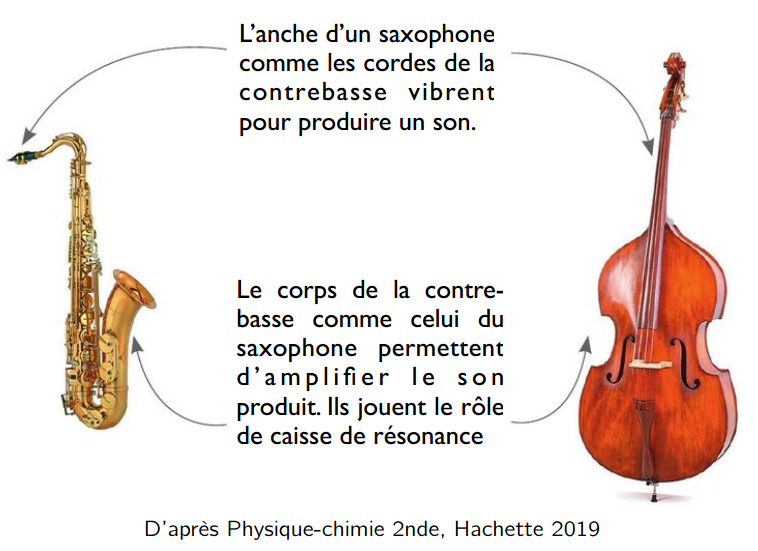 L'anche d'un saxophone
comme les cordes de la
contrebasse vibrent
pour produire un son.
Le corps de la contre-
basse comme celui du
saxophone permettent
d'amplifier le son
produit. Ils jouent le rôle
de caisse de résonance
D'après Physique-chimie 2nde, Hachette 2019